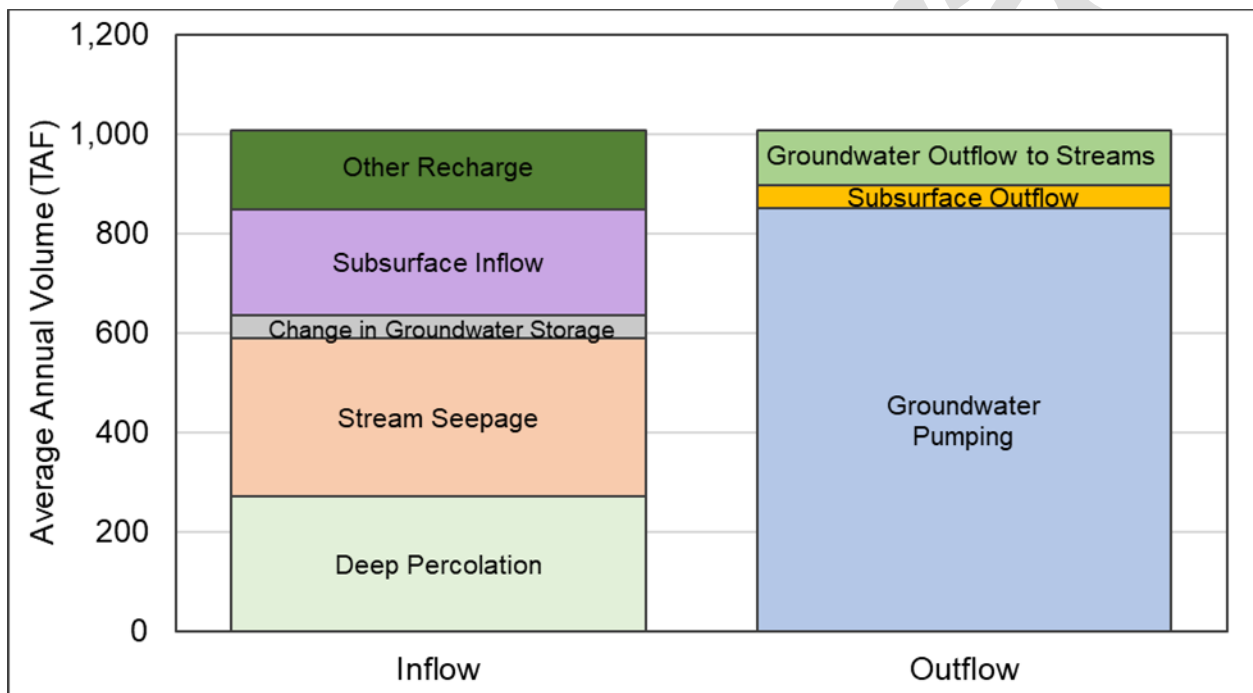 1,200
1,000
800
600
400
200
0
Average Annual Volume (TAF)
Other Recharge
Subsurface Inflow
Change in Groundwater Storage
Stream Seepage
Deep Percolation
Groundwater Outflow to Streams
Subsurface Outflow
Groundwater
Pumping
Inflow
Outflow